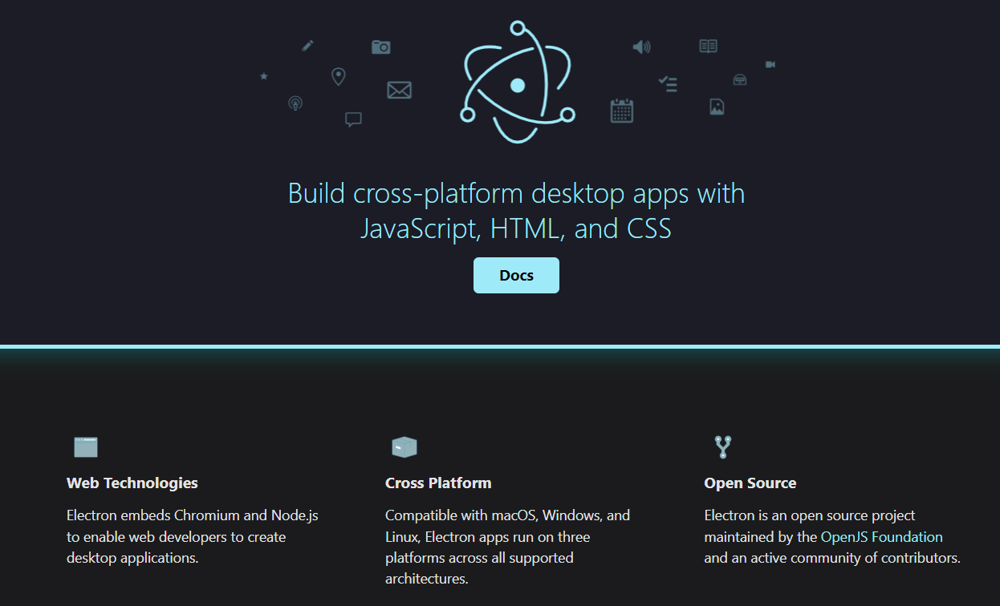 Build cross-platform desktop apps with
JavaScript, HTML, and CSS
Docs
Web Technologies
Electron embeds Chromium and Node.js
to enable web developers to create
desktop applications.
Cross Platform
Compatible with macOS, Windows, and
Linux, Electron apps run on three
platforms across all supported
architectures.
Open Source
Electron is an open source project
maintained by the OpenJS Foundation
and an active community of contributors.